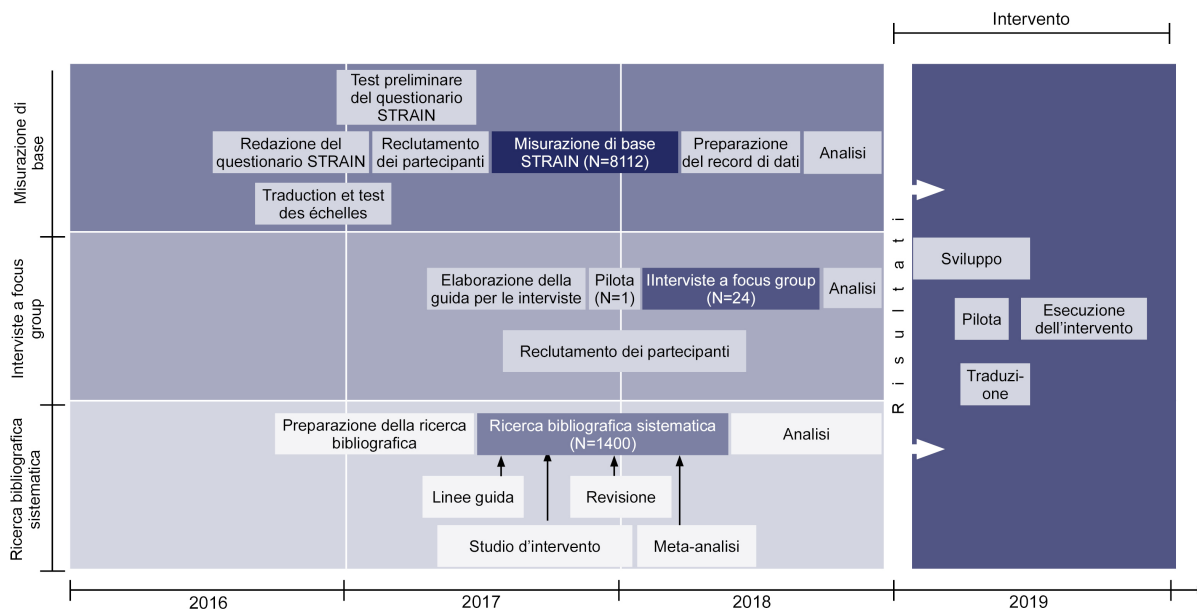 Intervento
Misurazione di
base
Test preliminare
del questionario
STRAIN
Redazione del
questionario STRAIN
Reclutamento
dei partecipanti
Misurazione di base
STRAIN (N=8112)
Preparazione
del record di dati
Analisi
Traduction et test
des échelles
Interviste a focus
group
Elaborazione della
guida per le interviste
Pilota
(N=1)
IInterviste a focus group
(N=24)
Analisi
Reclutamento dei partecipanti
Ricerca bibliografica
sistematica
Preparazione della ricerca
bibliografica
Ricerca bibliografica sistematica
(N=1400)
Analisi
Linee guida
Revisione
Studio d’intervento
Meta-analisi
Risultati
Sviluppo
Pilota
Esecuzione
dell’intervento
Traduzi-
one
2016
2017
2018
2019